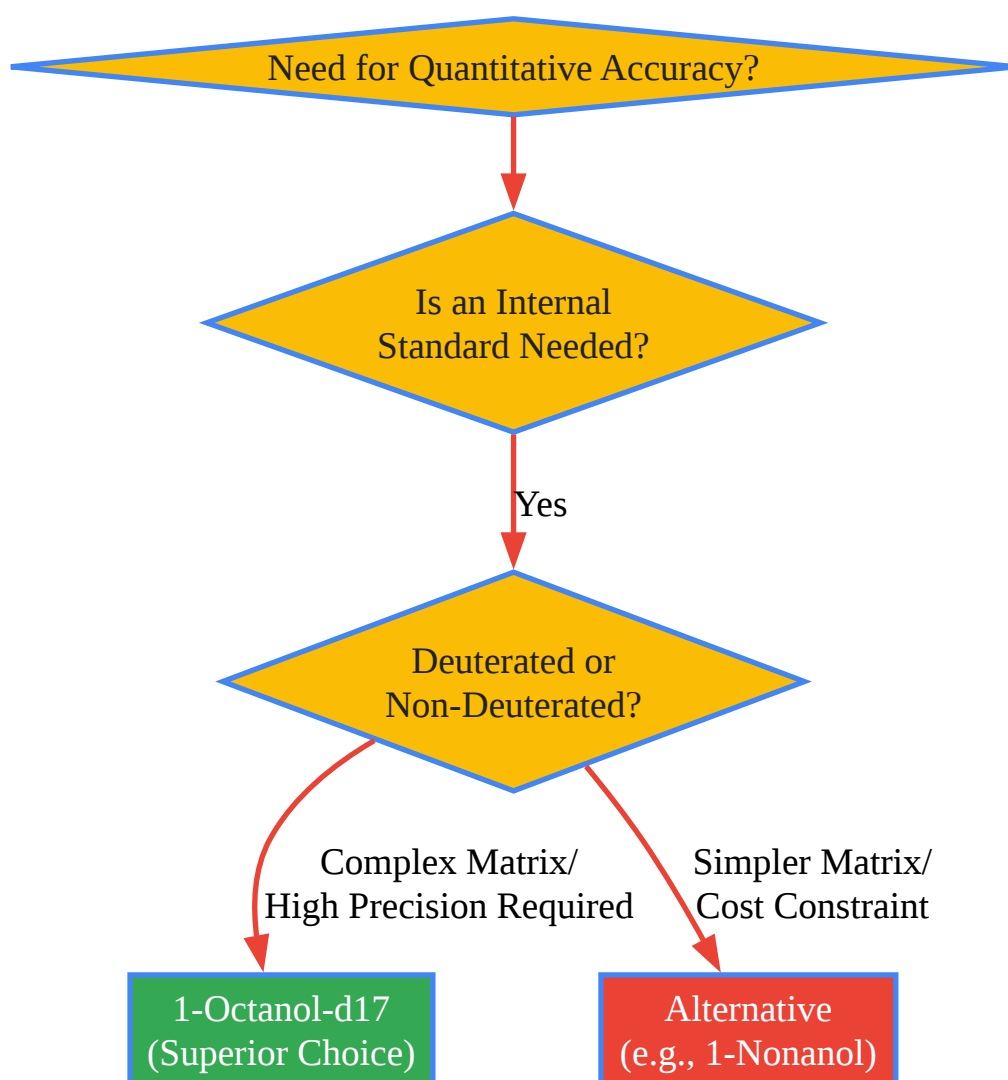 Need for Quantitative Accuracy?
Is an Internal
Standard Needed?
Yes
Deuterated or
Non-Deuterated?
Complex Matrix/
High Precision Required
Simpler Matrix/
Cost Constraint
1-Octanol-d17
(Superior Choice)
Alternative
(e.g., 1-Nonanol)